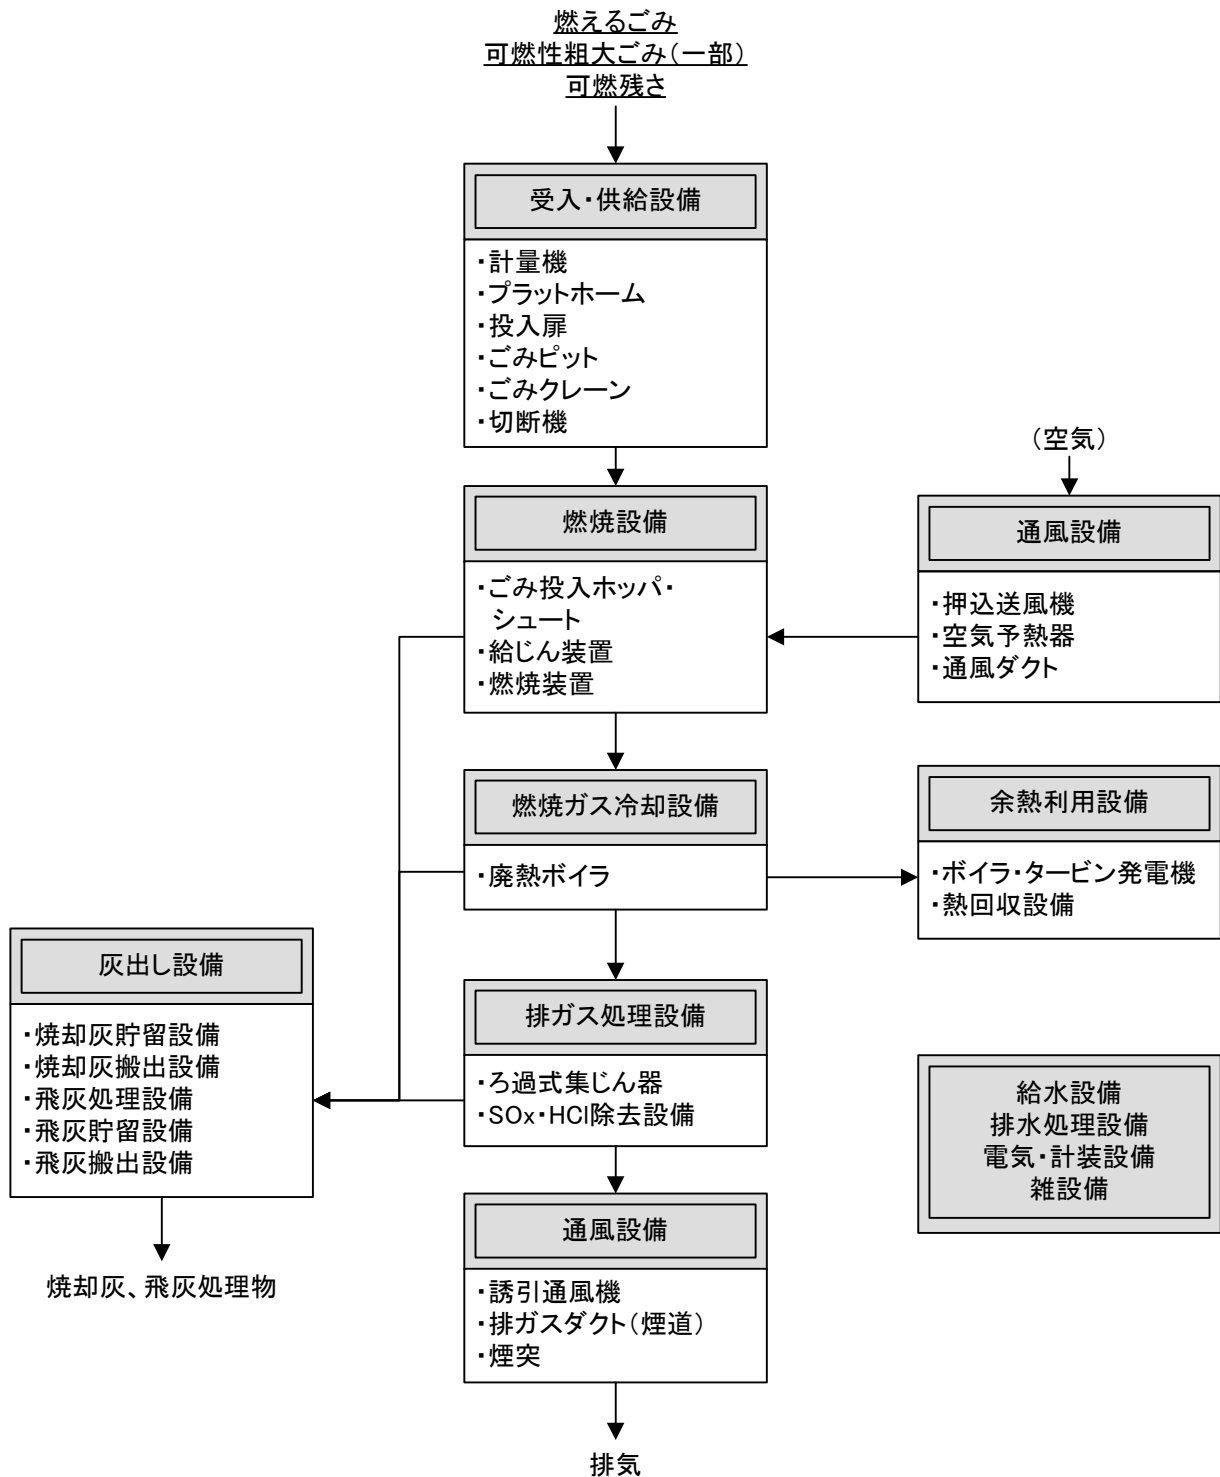 燃えるごみ
可燃性粗大ごみ（一部）
可燃残さ
受入・供給設備
・計量機
・プラットホーム
・投入扉
・ごみピット
・ごみクレーン
・切断機
（空気）
燃焼設備
・ごみ投入ホッパ・
シュート
・給じん装置
・燃焼装置
通風設備
・押込送風機
・空気予熱器
・通風ダクト
燃焼ガス冷却設備
・廃熱ボイラ
余熱利用設備
・ボイラ・タービン発電機
・熱回収設備
灰出し設備
・焼却灰貯留設備
・焼却灰搬出設備
・飛灰処理設備
・飛灰貯留設備
・飛灰搬出設備
焼却灰、飛灰処理物
排ガス処理設備
・ろ過式集じん器
・SOx・HCl除去設備
給水設備
排水処理設備
電気・計装設備
雑設備
通風設備
・誘引通風機
・排ガスダクト（煙道）
・煙突
排気